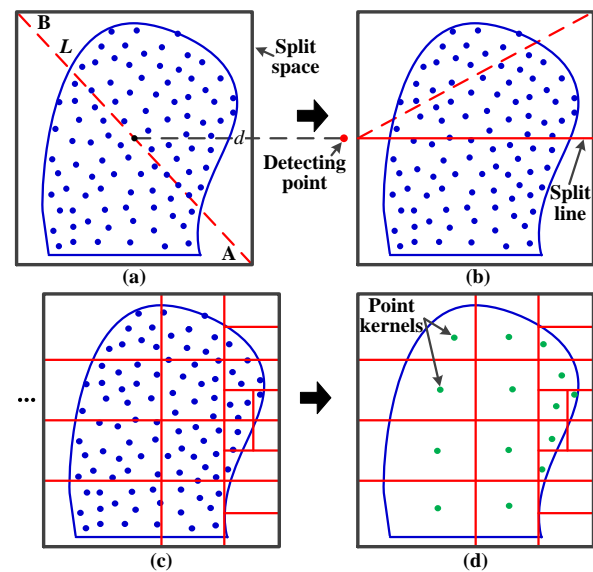 B
L
Split
space
d
Detecting
point
A
(a)
Split
line
(b)
...
(c)
Point
kernels
(d)